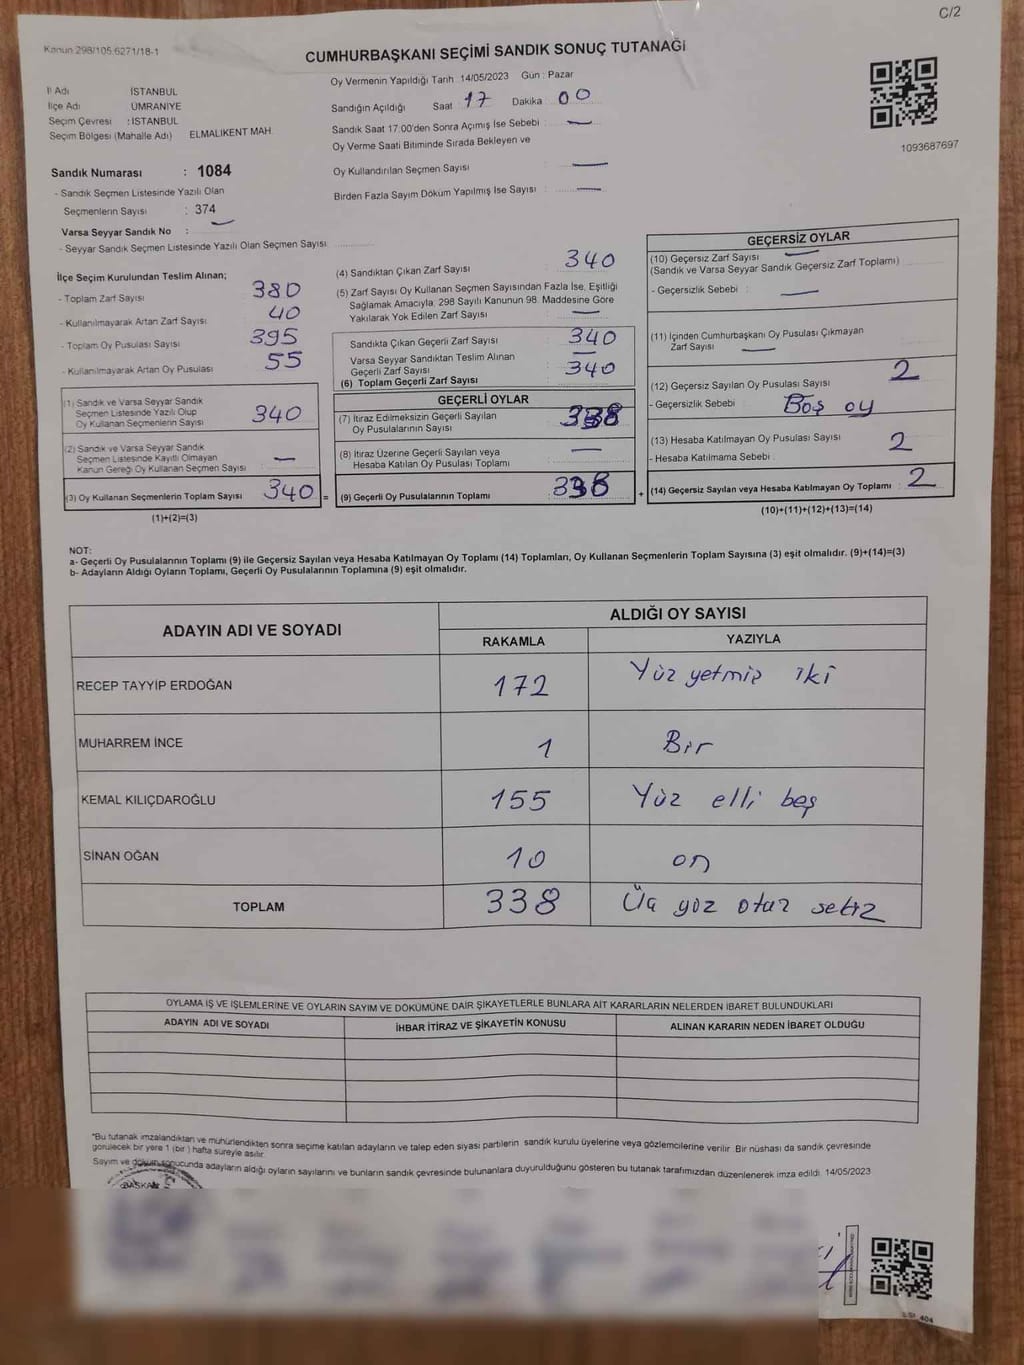 C/2
Kanun 298/105.6271/18-1
CUMHURBAŞKANI SEÇİMİ SANDIK SONUÇ TUTANAĞI
İl Adı İSTANBUL
İlçe Adı ÜMRANİYE
Seçim Çevresi : İSTANBUL
Seçim Bölgesi (Mahalle Adı) ELMALIKENT MAH.
Oy Vermenin Yapıldığı Tarih :14/05/2023 Gün : Pazar
Sandığın Açıldığı Saat 17 Dakika 00
Sandık Saat 17.00'den Sonra Açımış İse Sebebi : —
Oy Verme Saati Bitiminde Sırada Bekleyen ve
Oy Kullandırılan Seçmen Sayısı —
Birden Fazla Sayım Döküm Yapılmış İse Sayısı : —
1093687697
Sandık Numarası : 1084
- Sandık Seçmen Listesinde Yazılı Olan
Seçmenlerin Sayısı : 374
Varsa Seyyar Sandık No : —
- Seyyar Sandık Seçmen Listesinde Yazılı Olan Seçmen Sayısı
İlçe Seçim Kurulundan Teslim Alınan;
- Toplam Zarf Sayısı 380
- Kullanılmayarak Artan Zarf Sayısı 40
- Toplam Oy Pusulası Sayısı 395
- Kullanılmayarak Artan Oy Pusulası 55
(1) Sandık ve Varsa Seyyar Sandık
Seçmen Listesinde Yazılı Olup
Oy Kullanan Seçmenlerin Sayısı 340
(2) Sandık ve Varsa Seyyar Sandık
Seçmen Listesinde Kayıtlı Olmayan
Kanun Gereği Oy Kullanan Seçmen Sayısı —
(3) Oy Kullanan Seçmenlerin Toplam Sayısı 340 =
(1)+(2)=(3)
(4) Sandıktan Çıkan Zarf Sayısı 340
(5) Zarf Sayısı Oy Kullanan Seçmen Sayısından Fazla İse, Eşitliği
Sağlamak Amacıyla, 298 Sayılı Kanunun 98. Maddesine Göre
Yakılarak Yok Edilen Zarf Sayısı —
Sandıkta Çıkan Geçerli Zarf Sayısı 340
Varsa Seyyar Sandıktan Teslim Alınan
Geçerli Zarf Sayısı —
(6) Toplam Geçerli Zarf Sayısı 340
GEÇERLİ OYLAR
(7) İtiraz Edilmeksizin Geçerli Sayılan
Oy Pusulalarının Sayısı 338
(8) İtiraz Üzerine Geçerli Sayılan veya
Hesaba Katılan Oy Pusulası Toplamı —
(9) Geçerli Oy Pusulalarının Toplamı 338 +
GEÇERSİZ OYLAR
(10) Geçersiz Zarf Sayısı —
(Sandık ve Varsa Seyyar Sandık Geçersiz Zarf Toplamı)
- Geçersizlik Sebebi : —
(11) İçinden Cumhurbaşkanı Oy Pusulası Çıkmayan
Zarf Sayısı —
(12) Geçersiz Sayılan Oy Pusulası Sayısı 2
- Geçersizlik Sebebi Boş oy
(13) Hesaba Katılmayan Oy Pusulası Sayısı 2
- Hesaba Katılmama Sebebi
(14) Geçersiz Sayılan veya Hesaba Katılmayan Oy Toplamı : 2
(10)+(11)+(12)+(13)=(14)
NOT:
a- Geçerli Oy Pusulalarının Toplamı (9) ile Geçersiz Sayılan veya Hesaba Katılmayan Oy Toplamı (14) Toplamları, Oy Kullanan Seçmenlerin Toplam Sayısına (3) eşit olmalıdır. (9)+(14)=(3)
b- Adayların Aldığı Oyların Toplamı, Geçerli Oy Pusulalarının Toplamına (9) eşit olmalıdır.
ADAYIN ADI VE SOYADI ALDIĞI OY SAYISI
RAKAMLA YAZIYLA
RECEP TAYYİP ERDOĞAN 172 Yüz yetmiş iki
MUHARREM İNCE 1 Bir
KEMAL KILIÇDAROĞLU 155 Yüz elli beş
SİNAN OĞAN 10 on
TOPLAM 338 Üç yüz otuz sekiz
OYLAMA İŞ VE İŞLEMLERİNE VE OYLARIN SAYIM VE DÖKÜMÜNE DAİR ŞİKAYETLERLE BUNLARA AİT KARARLARIN NELERDEN İBARET BULUNDUKLARI
ADAYIN ADI VE SOYADI İHBAR İTİRAZ VE ŞİKAYETİN KONUSU ALINAN KARARIN NEDEN İBARET OLDUĞU
*Bu tutanak imzalandıktan ve mühürlendikten sonra seçime katılan adayların ve talep eden siyasi partilerin sandık kurulu üyelerine veya gözlemcilerine verilir. Bir nüshası da sandık çevresinde
görülecek bir yere 1 (bir ) hafta süreyle asılır.
Sayım ve döküm sonucunda adayların aldığı oyların sayılarını ve bunların sandık çevresinde bulunanlara duyurulduğunu gösteren bu tutanak tarafımızdan düzenlenerek imza edildi. 14/05/2023
BAŞKAN